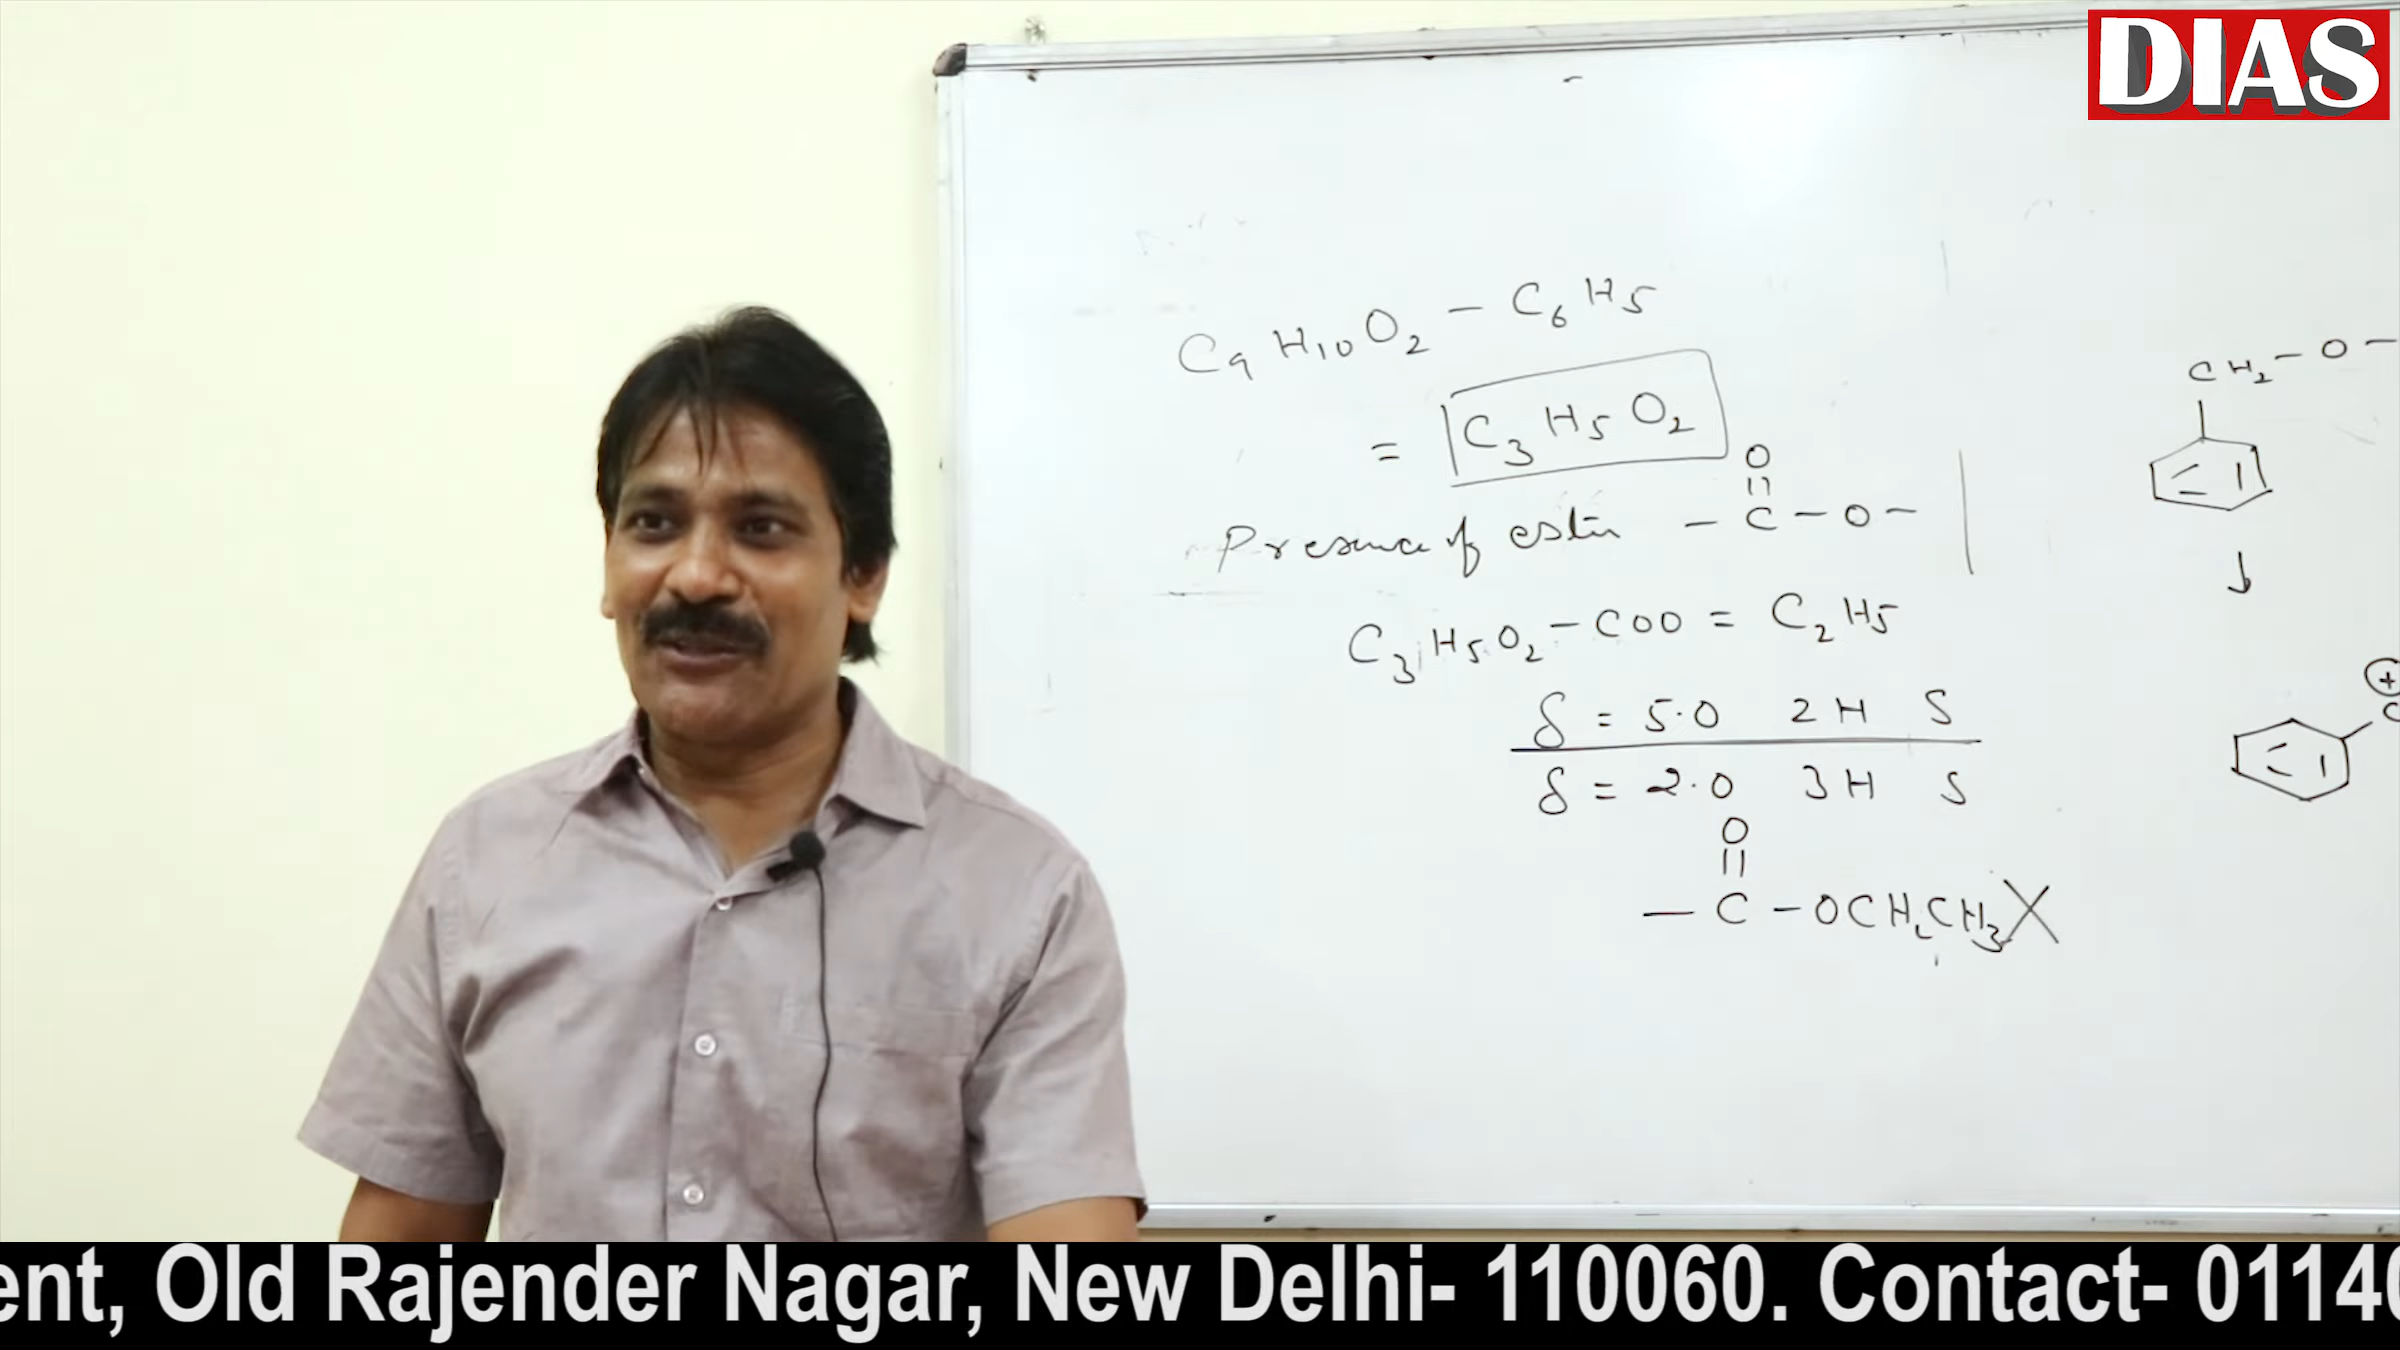 DIAS
C9H10O2 - C6H5
= C3H5O2
O
Presence of ester - C - O -
C3H5O2 - COO = C2H5
δ = 5.0 2H S
δ = 2.0 3H S
O
- C - OCH2CH3 X
CH2 - O -
+
C
ent, Old Rajender Nagar, New Delhi- 110060. Contact- 01140